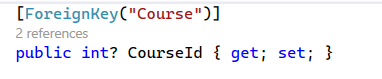 [ForeignKey("Course")]
2 references
public int? CourseId { get; set; }